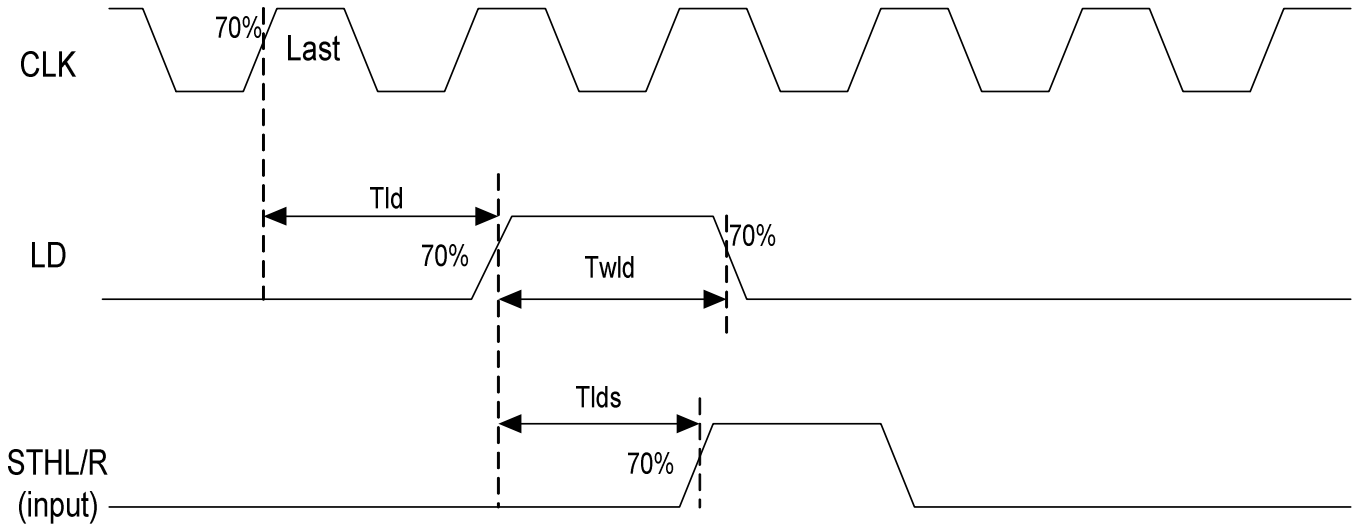 70%
Last
CLK
Tld
70%
70%
LD
Twld
Tlds
70%
STHL/R
(input)